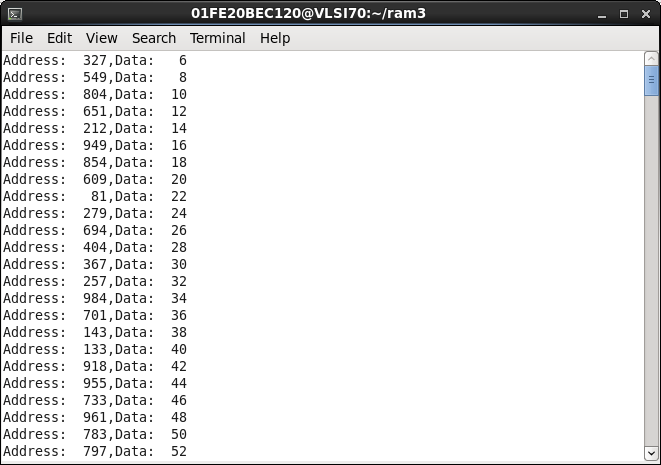 01FE20BEC120@VLSI70:~/ram3
File Edit View Search Terminal Help
Address:  327,Data:   6
Address:  549,Data:   8
Address:  804,Data:  10
Address:  651,Data:  12
Address:  212,Data:  14
Address:  949,Data:  16
Address:  854,Data:  18
Address:  609,Data:  20
Address:   81,Data:  22
Address:  279,Data:  24
Address:  694,Data:  26
Address:  404,Data:  28
Address:  367,Data:  30
Address:  257,Data:  32
Address:  984,Data:  34
Address:  701,Data:  36
Address:  143,Data:  38
Address:  133,Data:  40
Address:  918,Data:  42
Address:  955,Data:  44
Address:  733,Data:  46
Address:  961,Data:  48
Address:  783,Data:  50
Address:  797,Data:  52